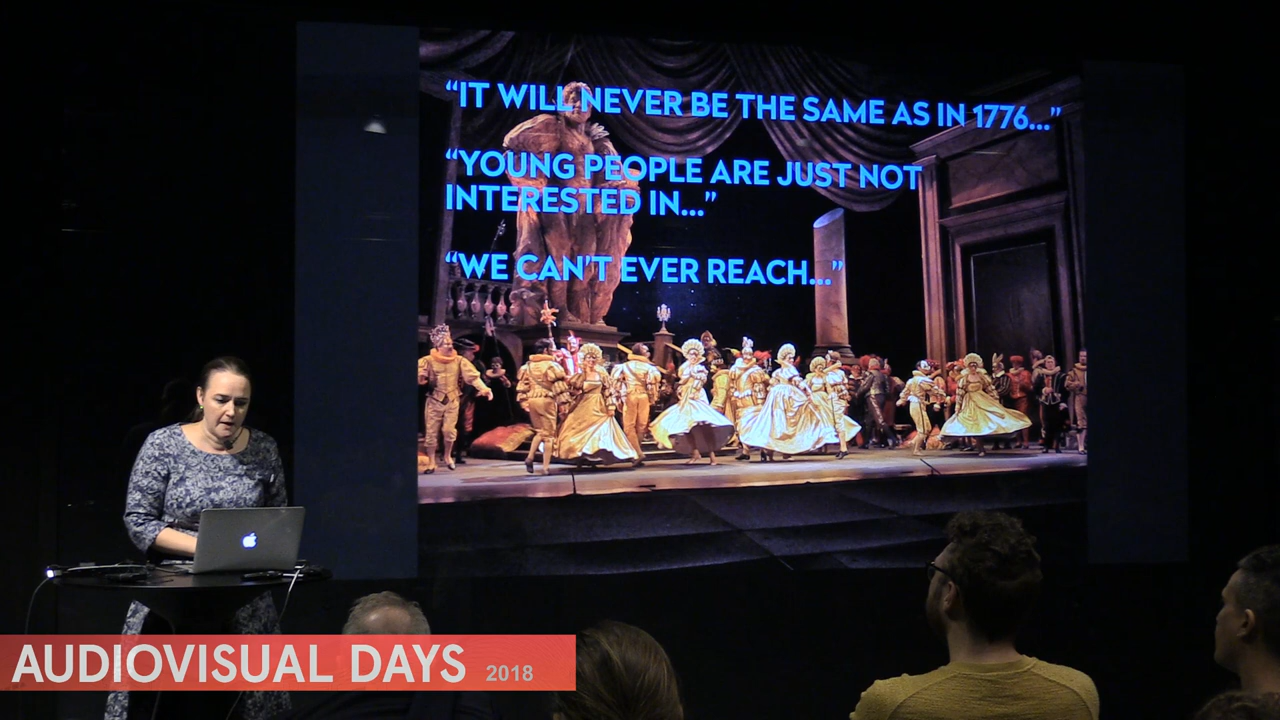 “IT WILL NEVER BE THE SAME AS IN 1776...”
“YOUNG PEOPLE ARE JUST NOT
INTERESTED IN...”
“WE CAN’T EVER REACH...”
AUDIOVISUAL DAYS 2018